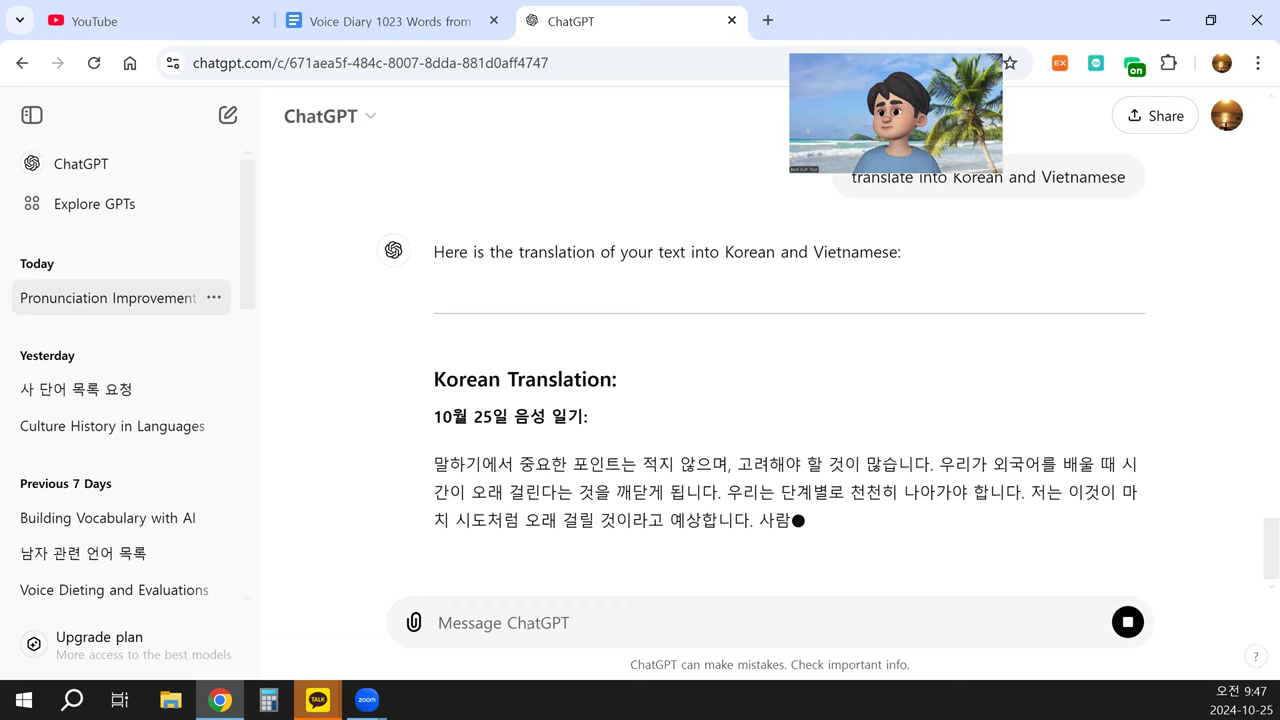 YouTube
Voice Diary 1023 Words from
ChatGPT
chatgpt.com/c/671aea5f-484c-8007-8dda-881d0aff4747
EX
on
ChatGPT
Explore GPTs
Today
Pronunciation Improvement
Yesterday
사 단어 목록 요청
Culture History in Languages
Previous 7 Days
Building Vocabulary with AI
남자 관련 언어 목록
Voice Dieting and Evaluations
Upgrade plan
More access to the best models
ChatGPT
Share
translate into Korean and Vietnamese
Here is the translation of your text into Korean and Vietnamese:
Korean Translation:
10월 25일 음성 일기:
말하기에서 중요한 포인트는 적지 않으며, 고려해야 할 것이 많습니다. 우리가 외국어를 배울 때 시
간이 오래 걸린다는 것을 깨닫게 됩니다. 우리는 단계별로 천천히 나아가야 합니다. 저는 이것이 마
치 시도처럼 오래 걸릴 것이라고 예상합니다. 사람
Message ChatGPT
ChatGPT can make mistakes. Check important info.
?
TALK
zoom
오전 9:47
2024-10-25